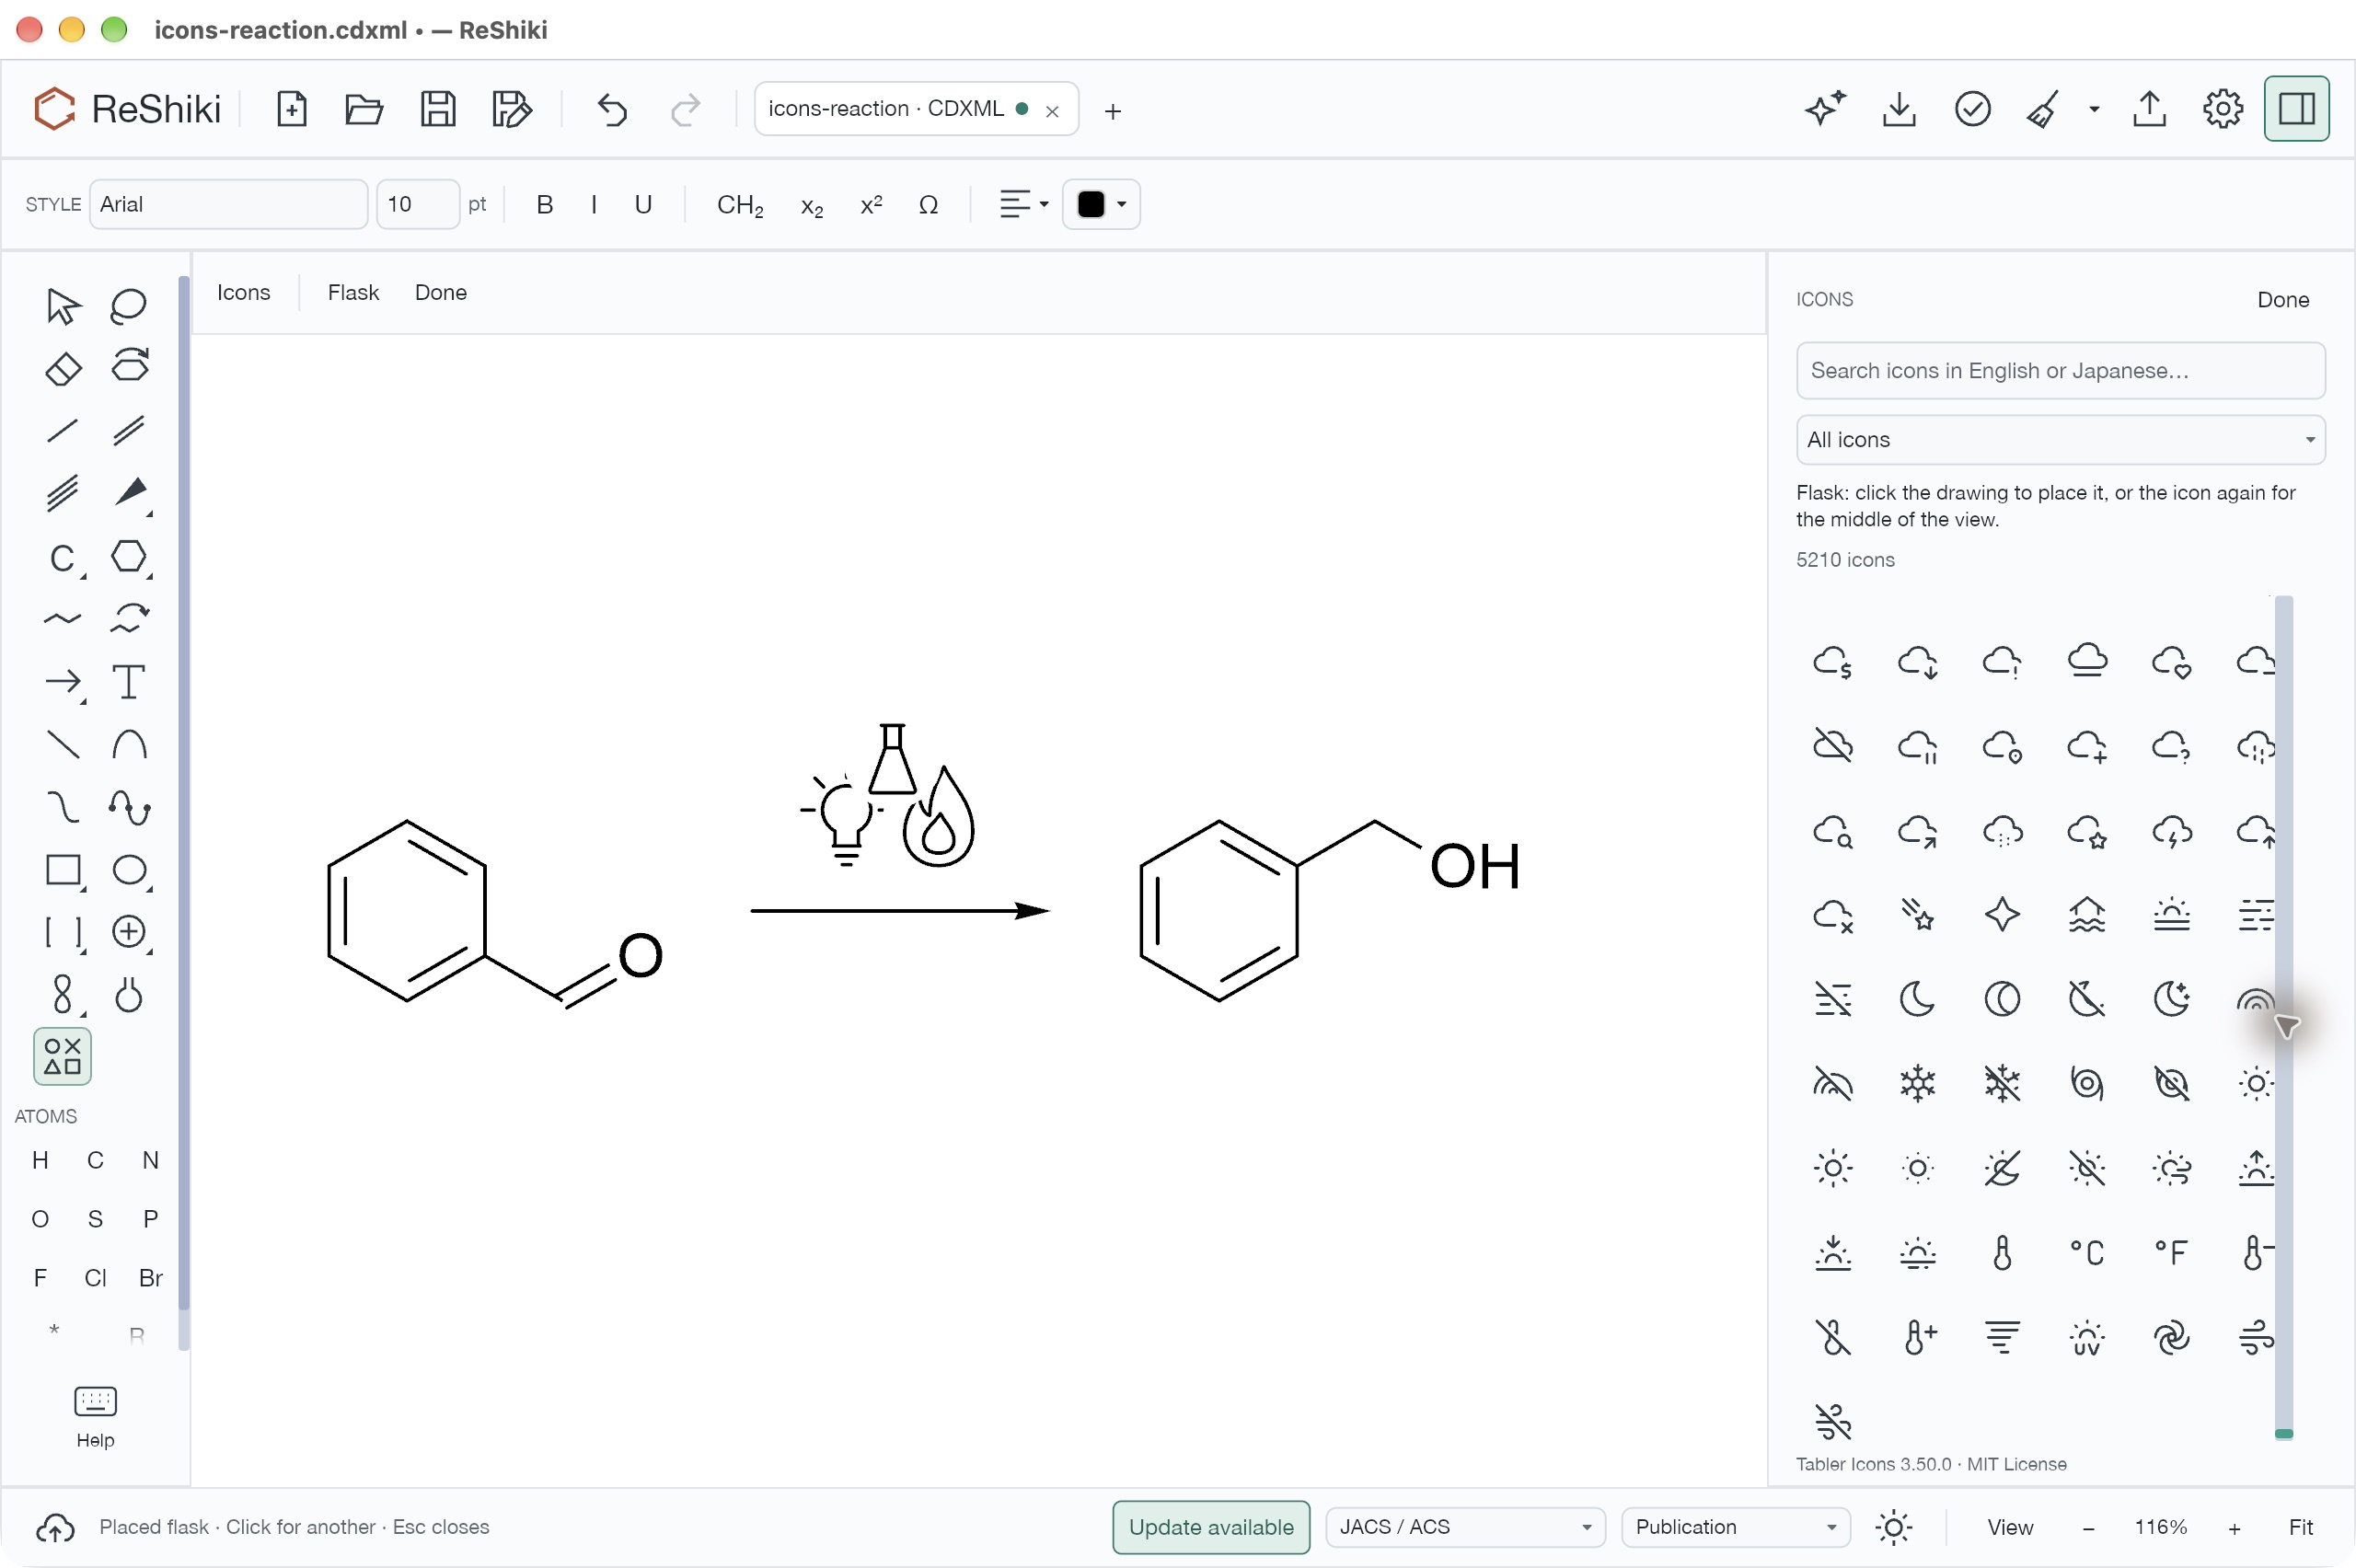 icons-reaction.cdxml • — ReShiki
ReShiki
icons-reaction · CDXML
STYLE Arial 10 pt B I U CH₂ x₂ x² Ω
Icons Flask Done
ICONS Done
Search icons in English or Japanese…
All icons
Flask: click the drawing to place it, or the icon again for
the middle of the view.
5210 icons
C
T
OH
O
ATOMS
H C N
O S P
F Cl Br
* R
°C °F
UV
Help
Tabler Icons 3.50.0 · MIT License
Placed flask · Click for another · Esc closes
Update available
JACS / ACS
Publication
View − 116% + Fit